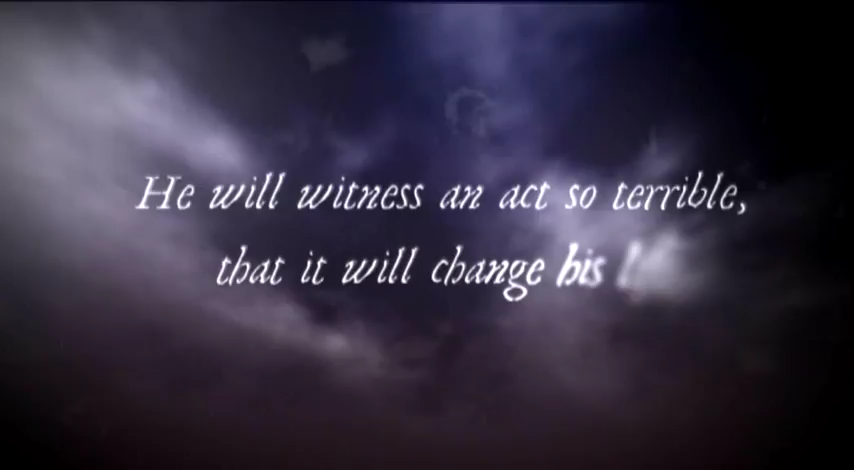 He will witness an act so terrible,
that it will change his